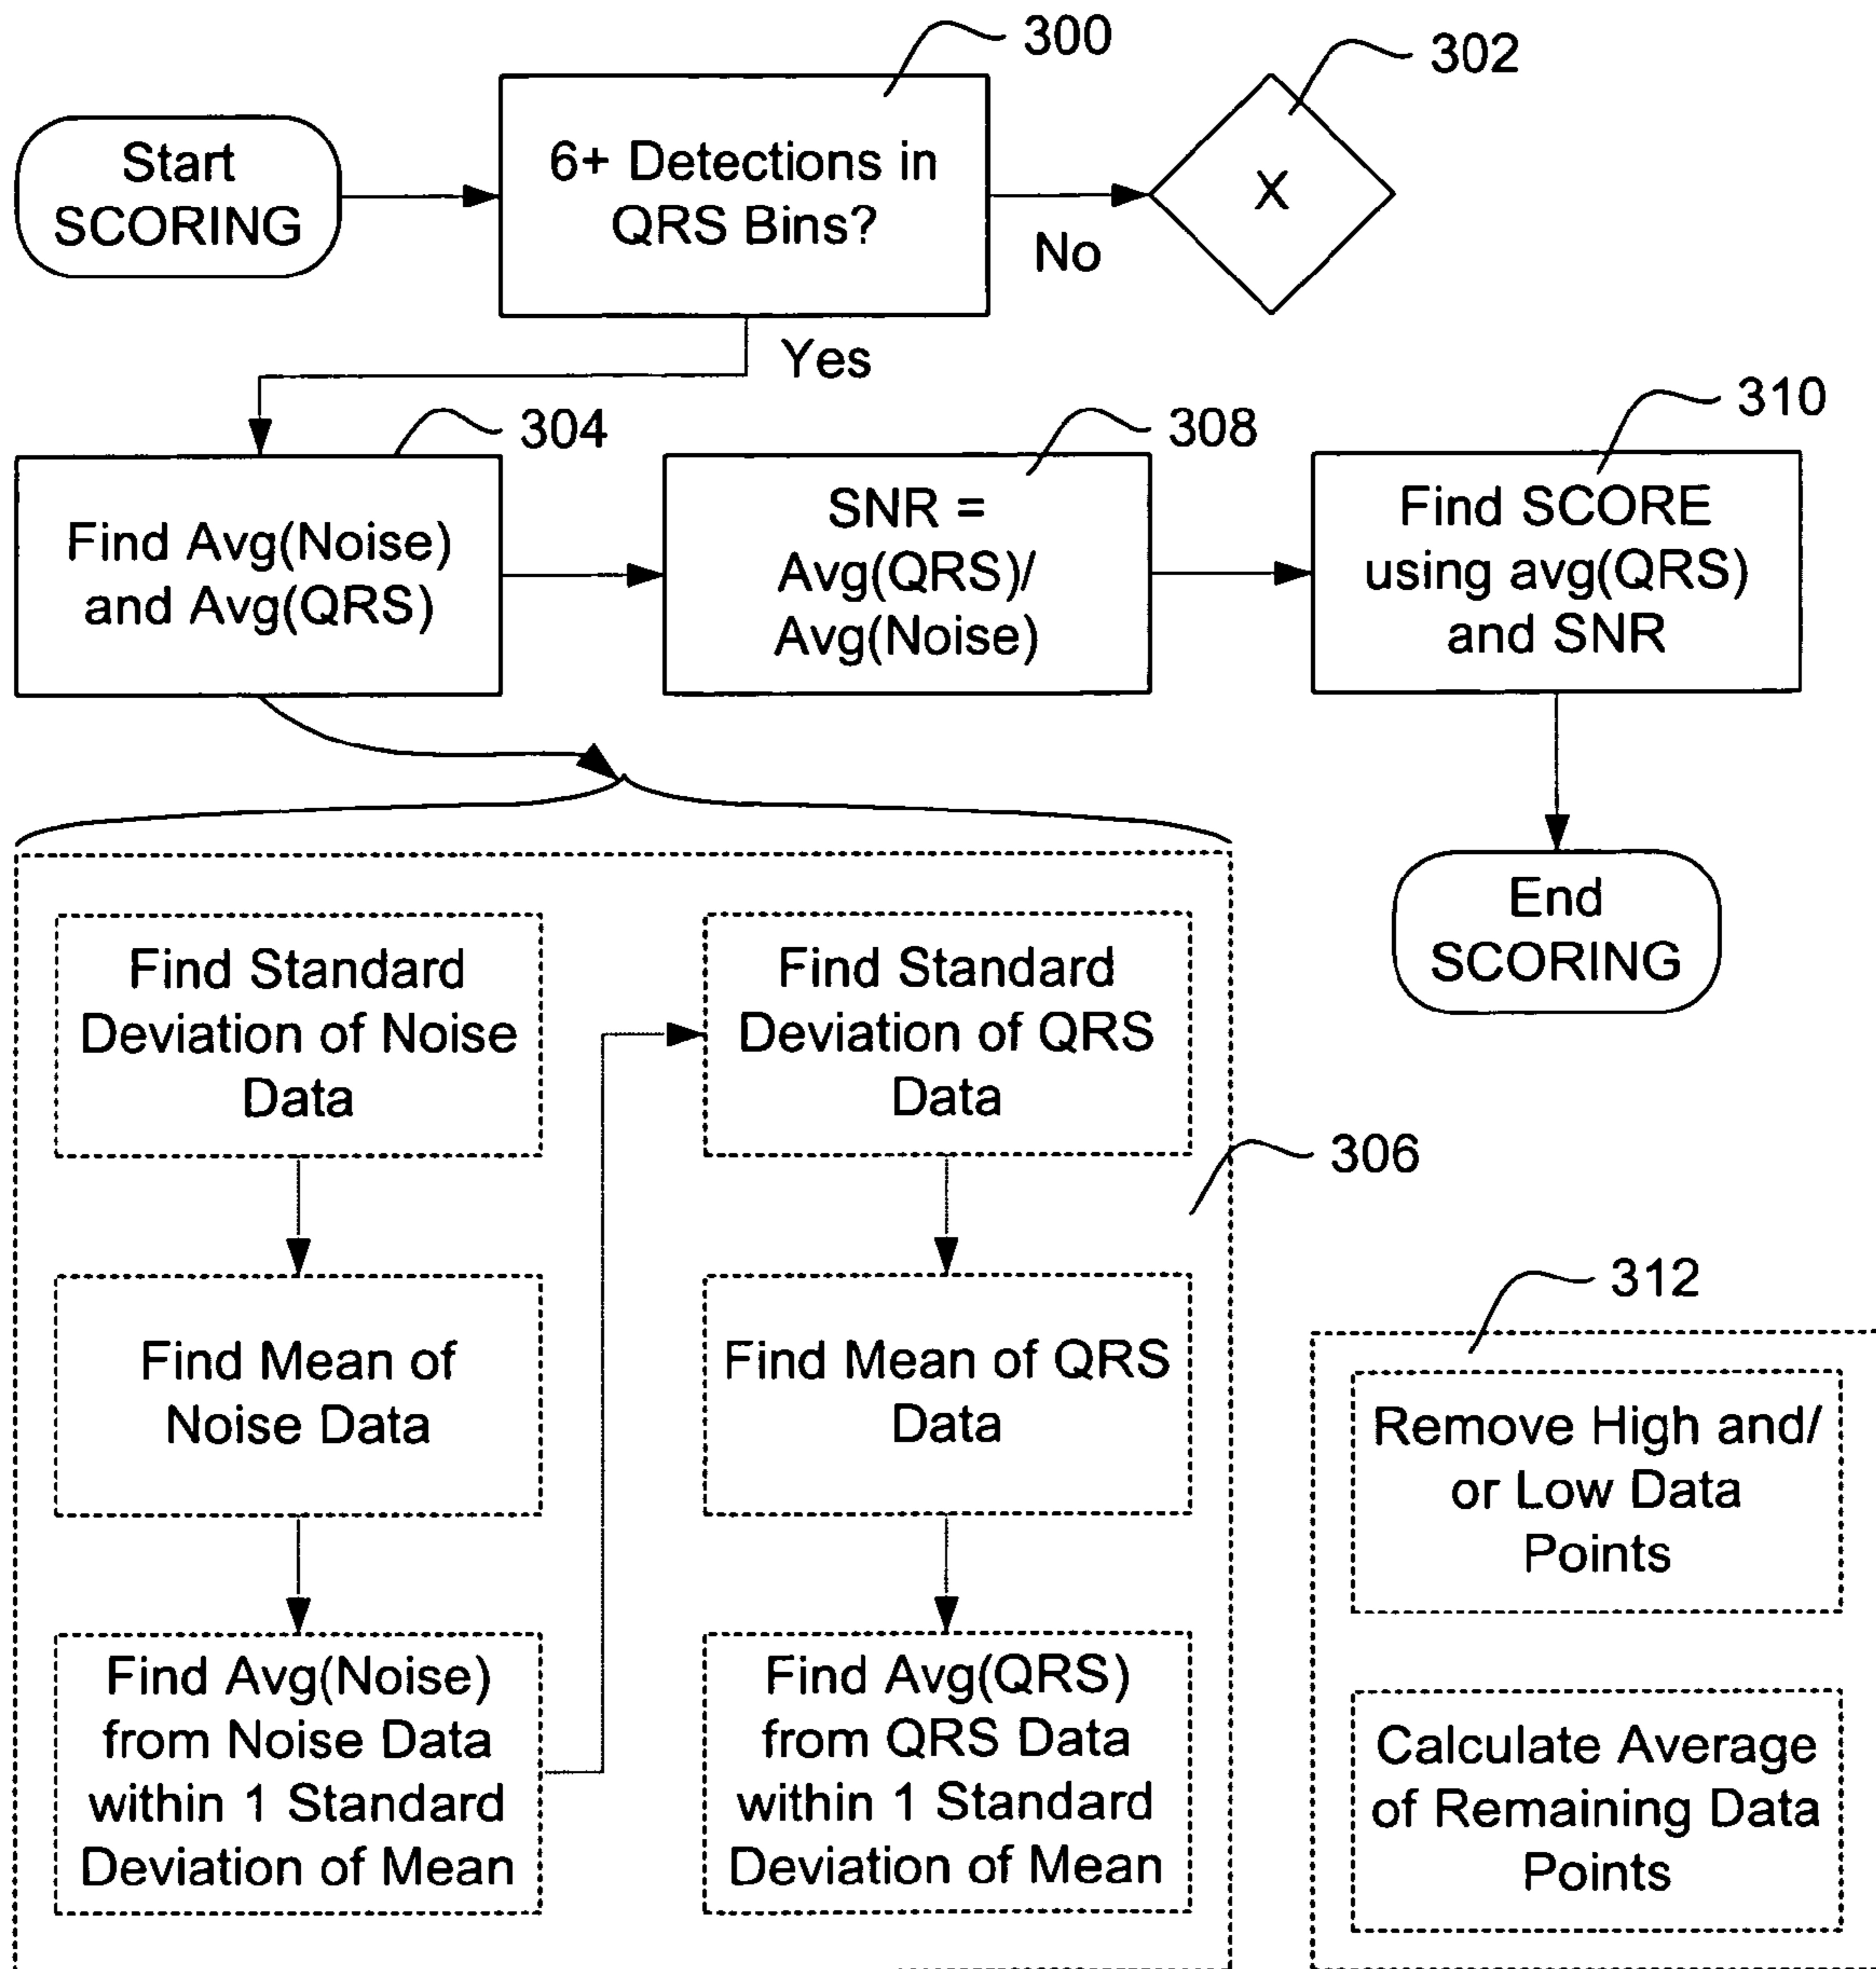 300
302
Start
SCORING
6+ Detections in
QRS Bins?
X
No
Yes
304
308
310
Find Avg(Noise)
and Avg(QRS)
SNR =
Avg(QRS)/
Avg(Noise)
Find SCORE
using avg(QRS)
and SNR
End
SCORING
Find Standard
Deviation of Noise
Data
Find Standard
Deviation of QRS
Data
306
Find Mean of
Noise Data
Find Mean of QRS
Data
312
Remove High and/
or Low Data
Points
Find Avg(Noise)
from Noise Data
within 1 Standard
Deviation of Mean
Find Avg(QRS)
from QRS Data
within 1 Standard
Deviation of Mean
Calculate Average
of Remaining Data
Points